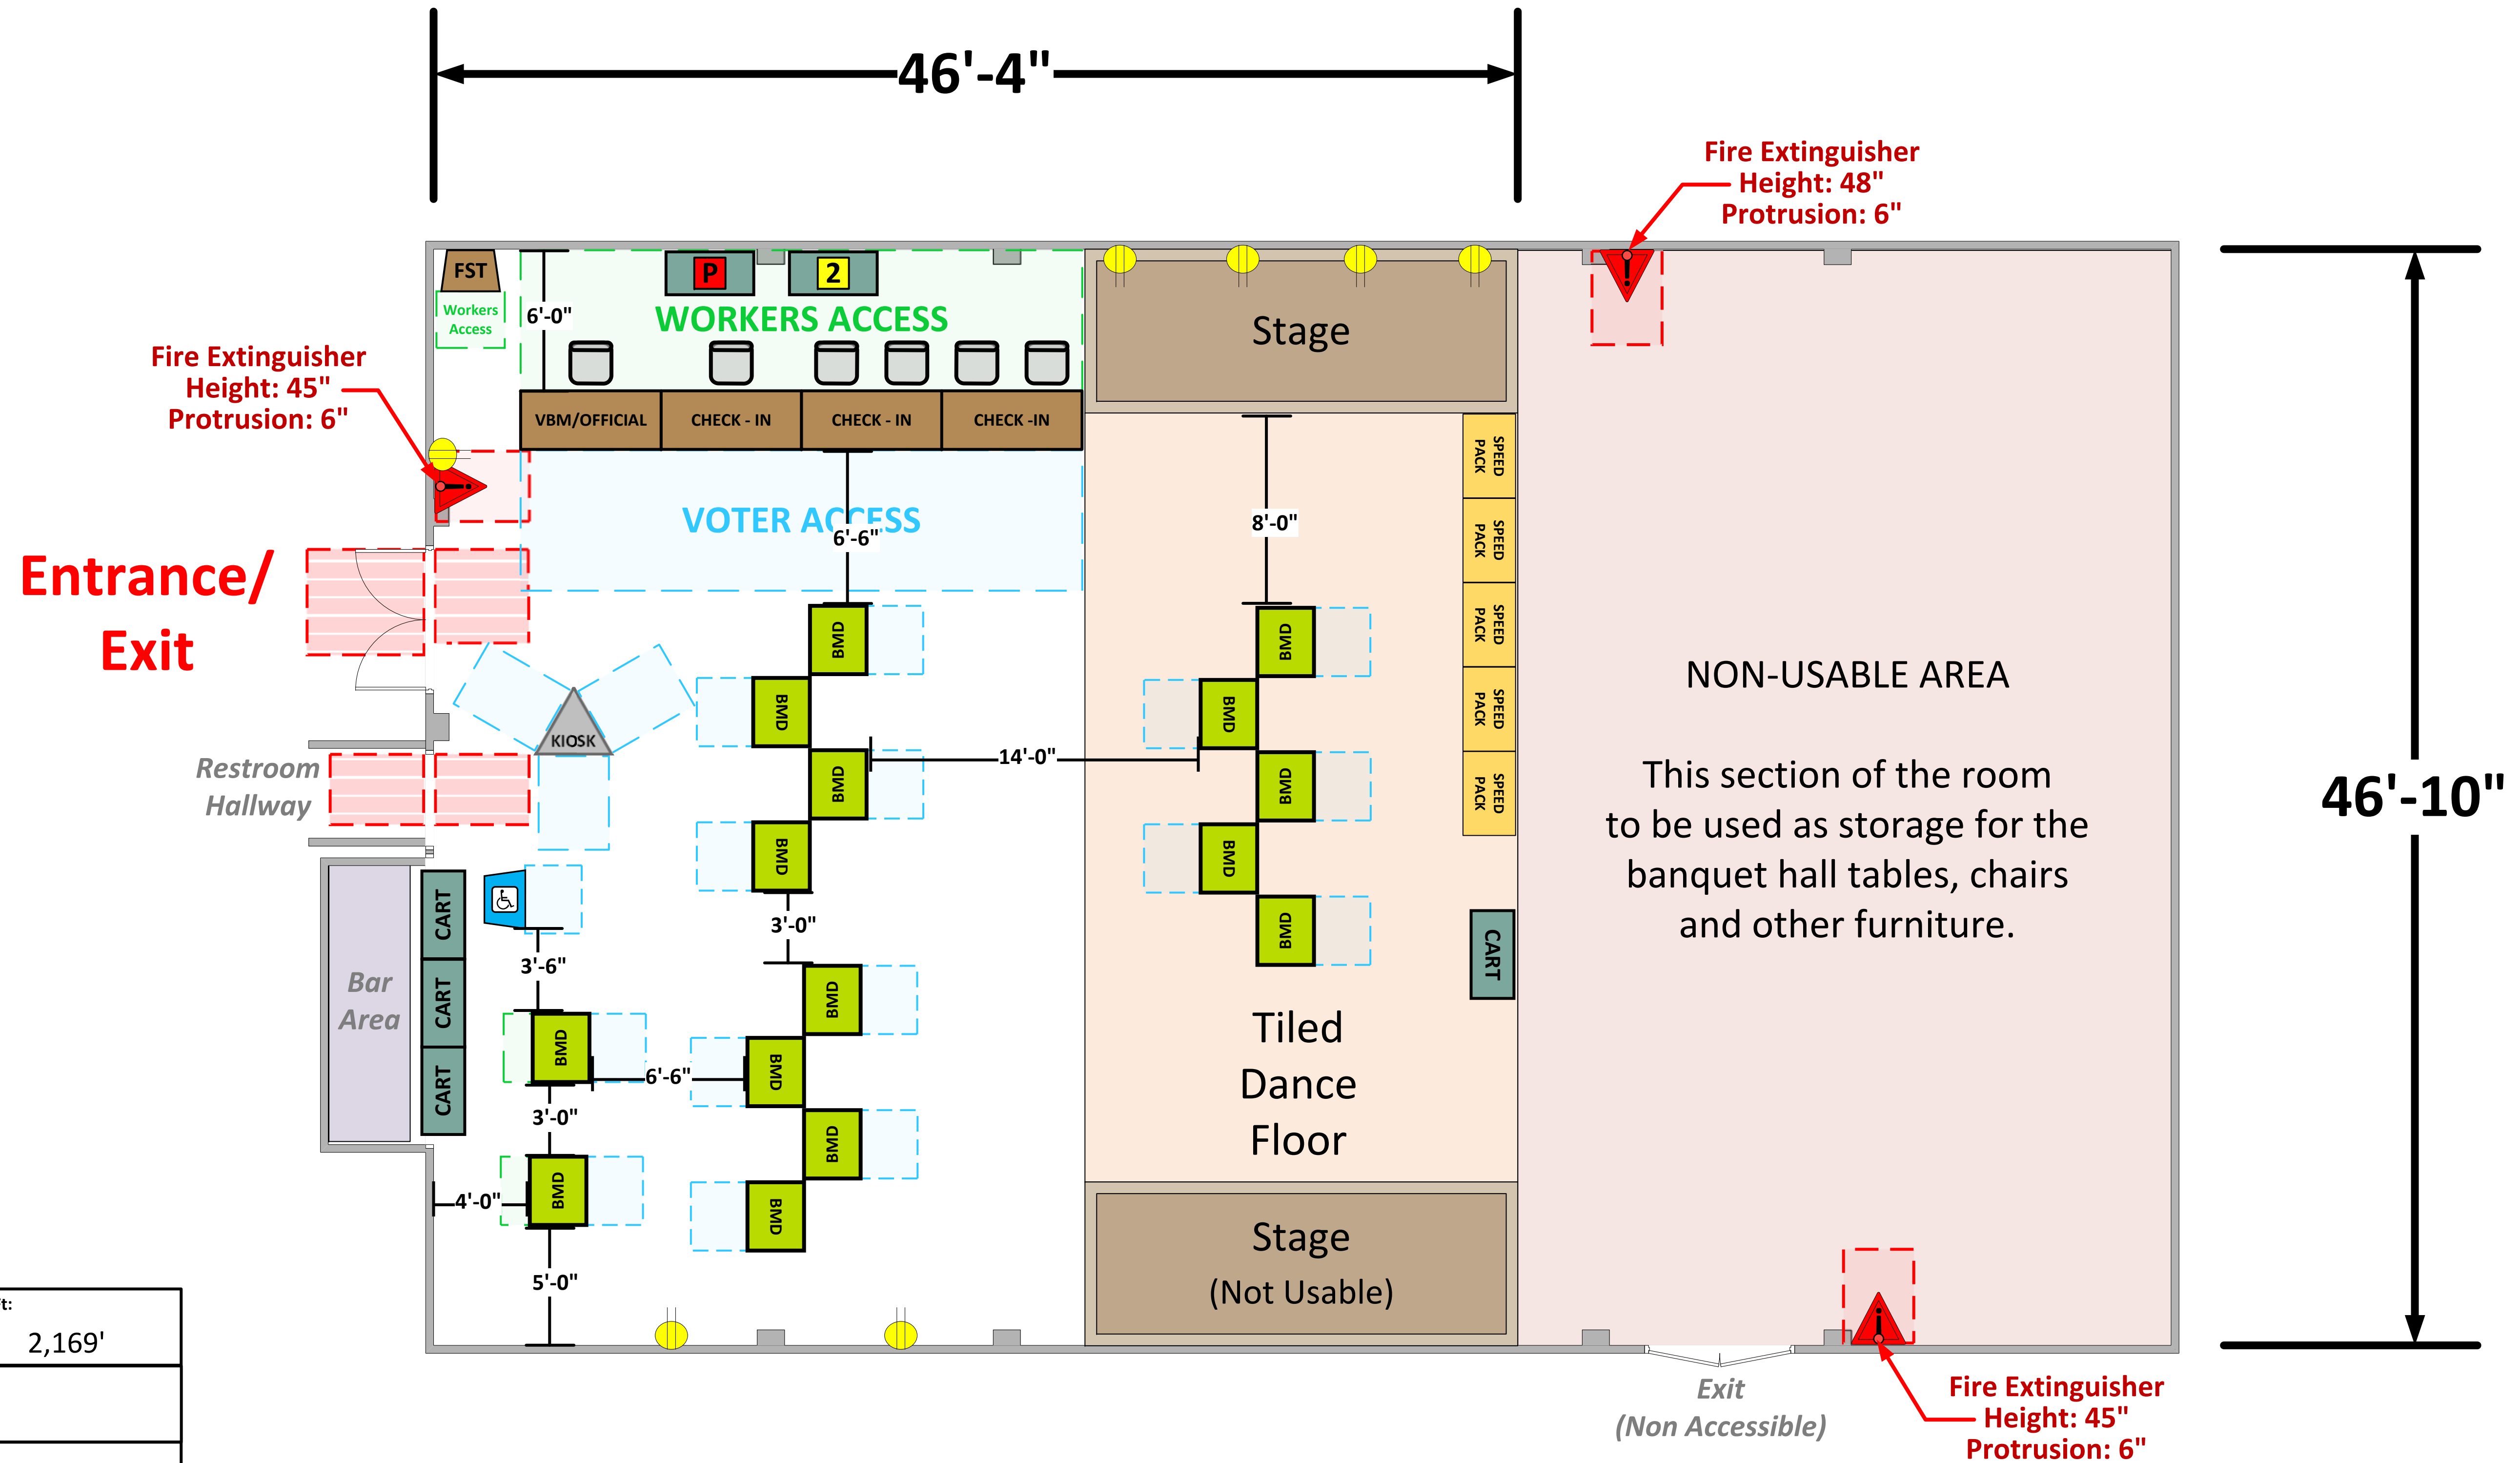 46'-4"
Fire Extinguisher
Height: 48"
Protrusion: 6"
FST
Workers
Access
6'-0"
P
2
WORKERS ACCESS
Stage
Fire Extinguisher
Height: 45"
Protrusion: 6"
VBM/OFFICIAL
CHECK - IN
CHECK - IN
CHECK -IN
SPEED
PACK
SPEED
PACK
SPEED
PACK
SPEED
PACK
SPEED
PACK
VOTER ACCESS
6'-6"
8'-0"
Entrance/
Exit
BMD
BMD
BMD
BMD
BMD
BMD
BMD
BMD
BMD
14'-0"
KIOSK
Restroom
Hallway
NON-USABLE AREA
This section of the room
to be used as storage for the
banquet hall tables, chairs
and other furniture.
46'-10"
CART
CART
CART
CART
Bar
Area
3'-0"
3'-6"
BMD
BMD
BMD
BMD
BMD
BMD
6'-6"
3'-0"
4'-0"
5'-0"
Tiled
Dance
Floor
Stage
(Not Usable)
t:
2,169'
Exit
(Non Accessible)
Fire Extinguisher
Height: 45"
Protrusion: 6"